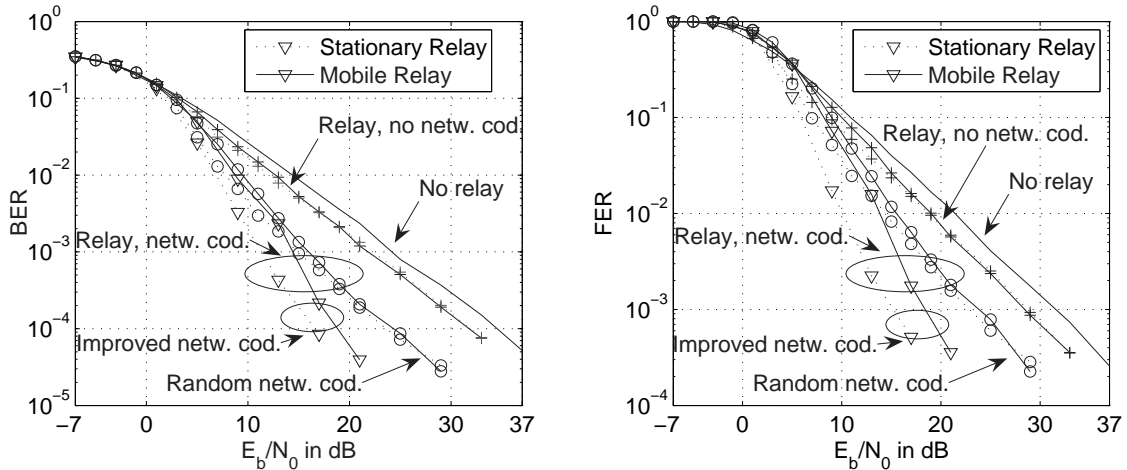 10^0
10^-1
10^-2
10^-3
10^-4
10^-5
BER
-7
0
10
20
30
37
E_b/N_0 in dB
Stationary Relay
Mobile Relay
Relay, no netw. cod.
No relay
Relay, netw. cod.
Improved netw. cod.
Random netw. cod.
10^0
10^-1
10^-2
10^-3
10^-4
FER
-7
0
10
20
30
37
E_b/N_0 in dB
Stationary Relay
Mobile Relay
Relay, no netw. cod.
No relay
Relay, netw. cod.
Improved netw. cod.
Random netw. cod.